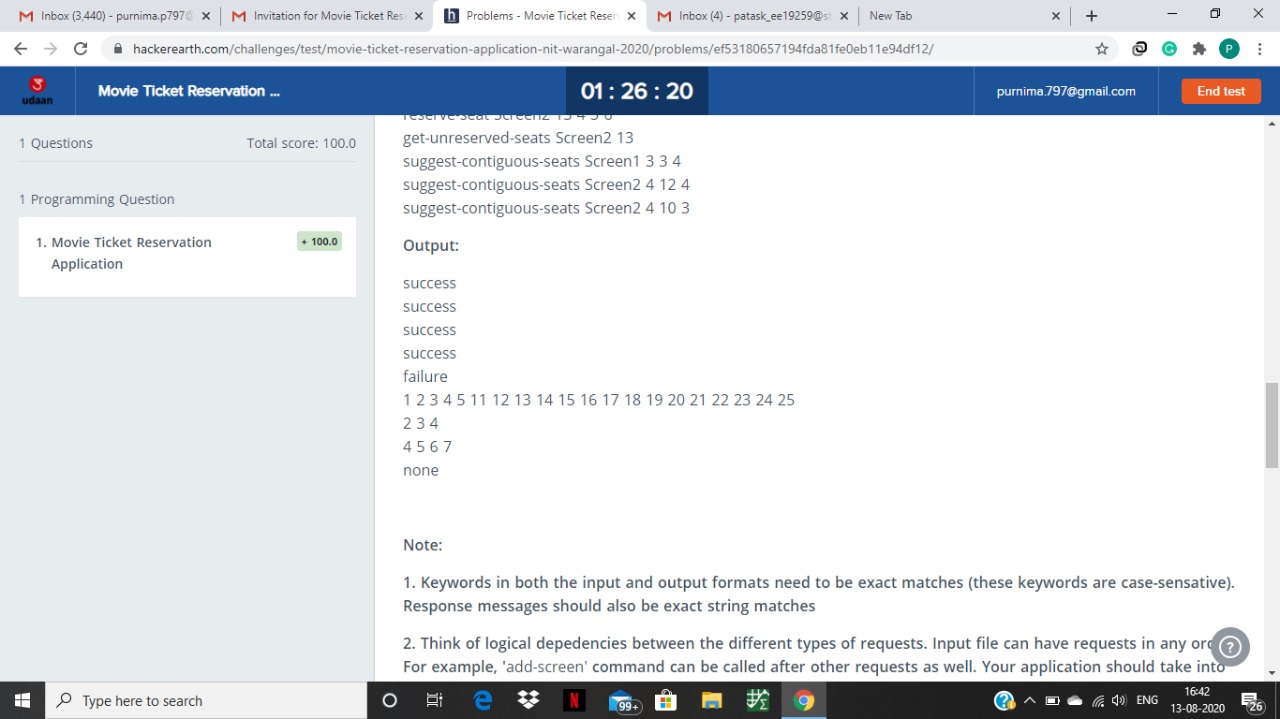 Inbox (3,440) - purnima.p797@
Invitation for Movie Ticket Res
Problems - Movie Ticket Reser
Inbox (4) - patask_ee19259@st
New Tab
hackerearth.com/challenges/test/movie-ticket-reservation-application-nit-warangal-2020/problems/ef53180657194fda81fe0eb11e94df12/
P
udaan
Movie Ticket Reservation ...
01 : 26 : 20
purnima.797@gmail.com
End test
1 Questions
Total score: 100.0
1 Programming Question
1. Movie Ticket Reservation
Application
+ 100.0
reserve-seat Screen2 13 4 5 6
get-unreserved-seats Screen2 13
suggest-contiguous-seats Screen1 3 3 4
suggest-contiguous-seats Screen2 4 12 4
suggest-contiguous-seats Screen2 4 10 3
Output:
success
success
success
success
failure
1 2 3 4 5 11 12 13 14 15 16 17 18 19 20 21 22 23 24 25
2 3 4
4 5 6 7
none
Note:
1. Keywords in both the input and output formats need to be exact matches (these keywords are case-sensative).
Response messages should also be exact string matches
2. Think of logical depedencies between the different types of requests. Input file can have requests in any
For example, 'add-screen' command can be called after other requests as well. Your application should take into
?
Type here to search
99+
ENG
16:42
13-08-2020
26